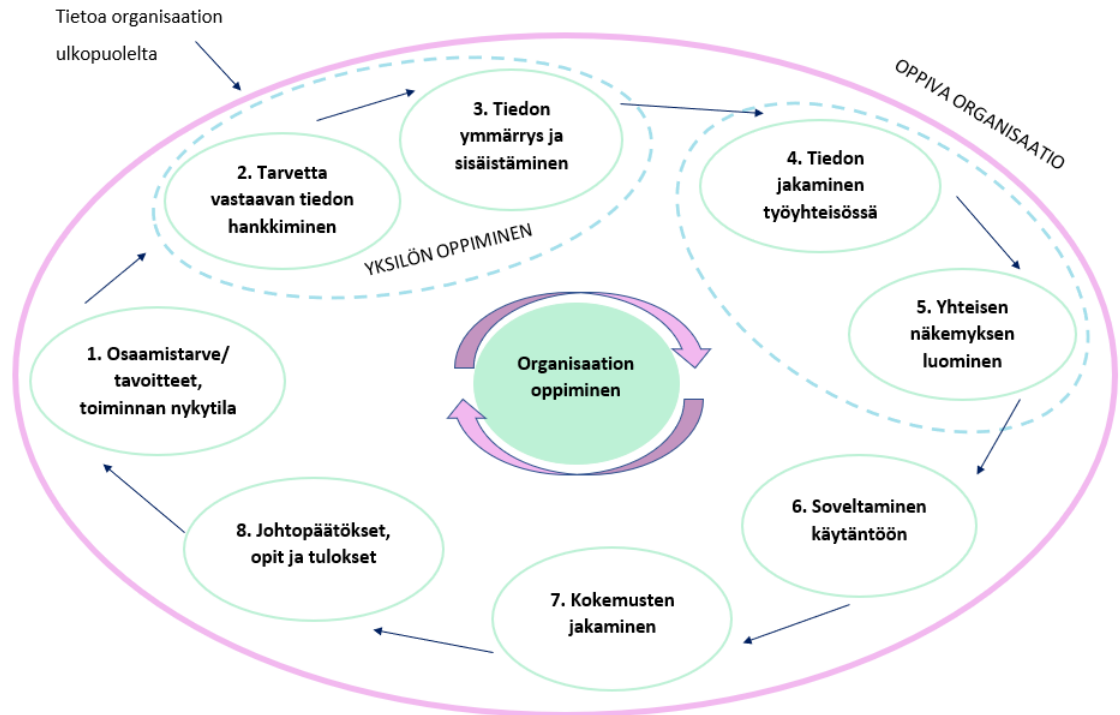 Tietoa organisaation
ulkopuolelta
OPPIVA ORGANISAATIO
3. Tiedon
ymmärrys ja
sisäistäminen
2. Tarvetta
vastaavan tiedon
hankkiminen
YKSILÖN OPPIMINEN
4. Tiedon
jakaminen
työyhteisössä
5. Yhteisen
näkemyksen
luominen
1. Osaamistarve/
tavoitteet,
toiminnan nykytila
Organisaation
oppiminen
6. Soveltaminen
käytäntöön
8. Johtopäätökset,
opit ja tulokset
7. Kokemusten
jakaminen